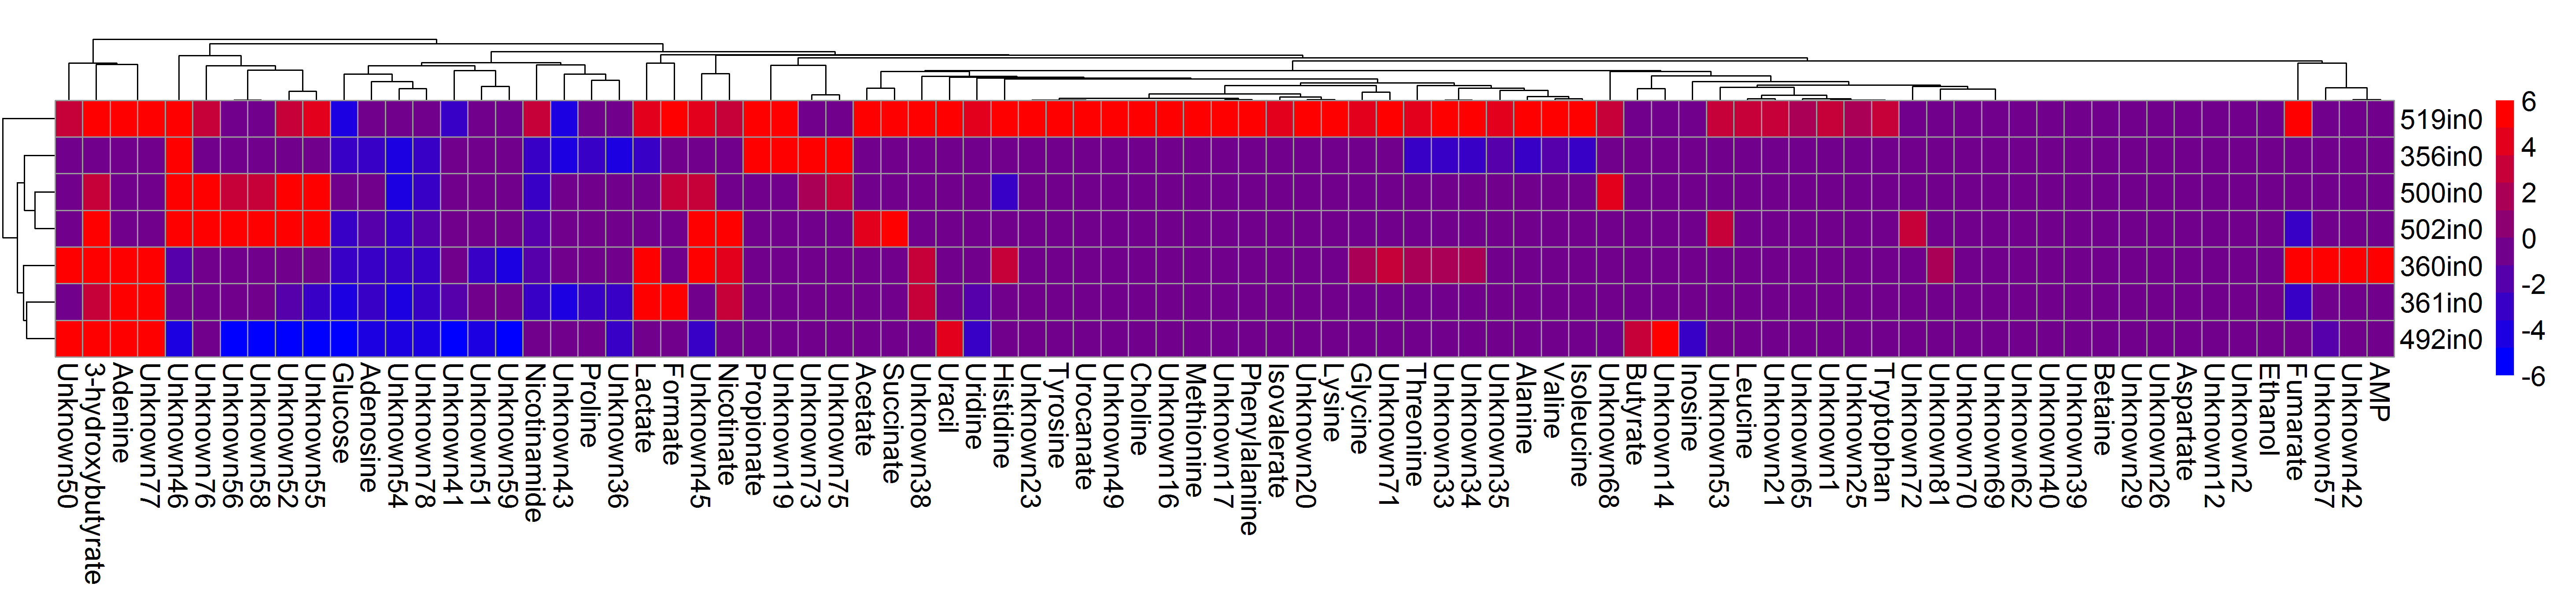 519in0
356in0
500in0
502in0
360in0
361in0
492in0
6
4
2
0
-2
-4
-6
Unknown50
3-hydroxybutyrate
Adenine
Unknown77
Unknown46
Unknown76
Unknown56
Unknown58
Unknown52
Unknown55
Glucose
Adenosine
Unknown54
Unknown78
Unknown41
Unknown51
Unknown59
Nicotinamide
Unknown43
Proline
Unknown36
Lactate
Formate
Unknown45
Nicotinate
Propionate
Unknown19
Unknown73
Unknown75
Acetate
Succinate
Unknown38
Uracil
Uridine
Histidine
Unknown23
Tyrosine
Urocanate
Unknown49
Choline
Unknown16
Methionine
Unknown17
Phenylalanine
Isovalerate
Unknown20
Lysine
Glycine
Unknown71
Threonine
Unknown33
Unknown34
Unknown35
Alanine
Valine
Isoleucine
Unknown68
Butyrate
Unknown14
Inosine
Unknown53
Leucine
Unknown21
Unknown65
Unknown1
Unknown25
Tryptophan
Unknown72
Unknown81
Unknown70
Unknown69
Unknown62
Unknown40
Unknown39
Betaine
Unknown29
Unknown26
Aspartate
Unknown12
Unknown2
Ethanol
Fumarate
Unknown57
Unknown42
AMP